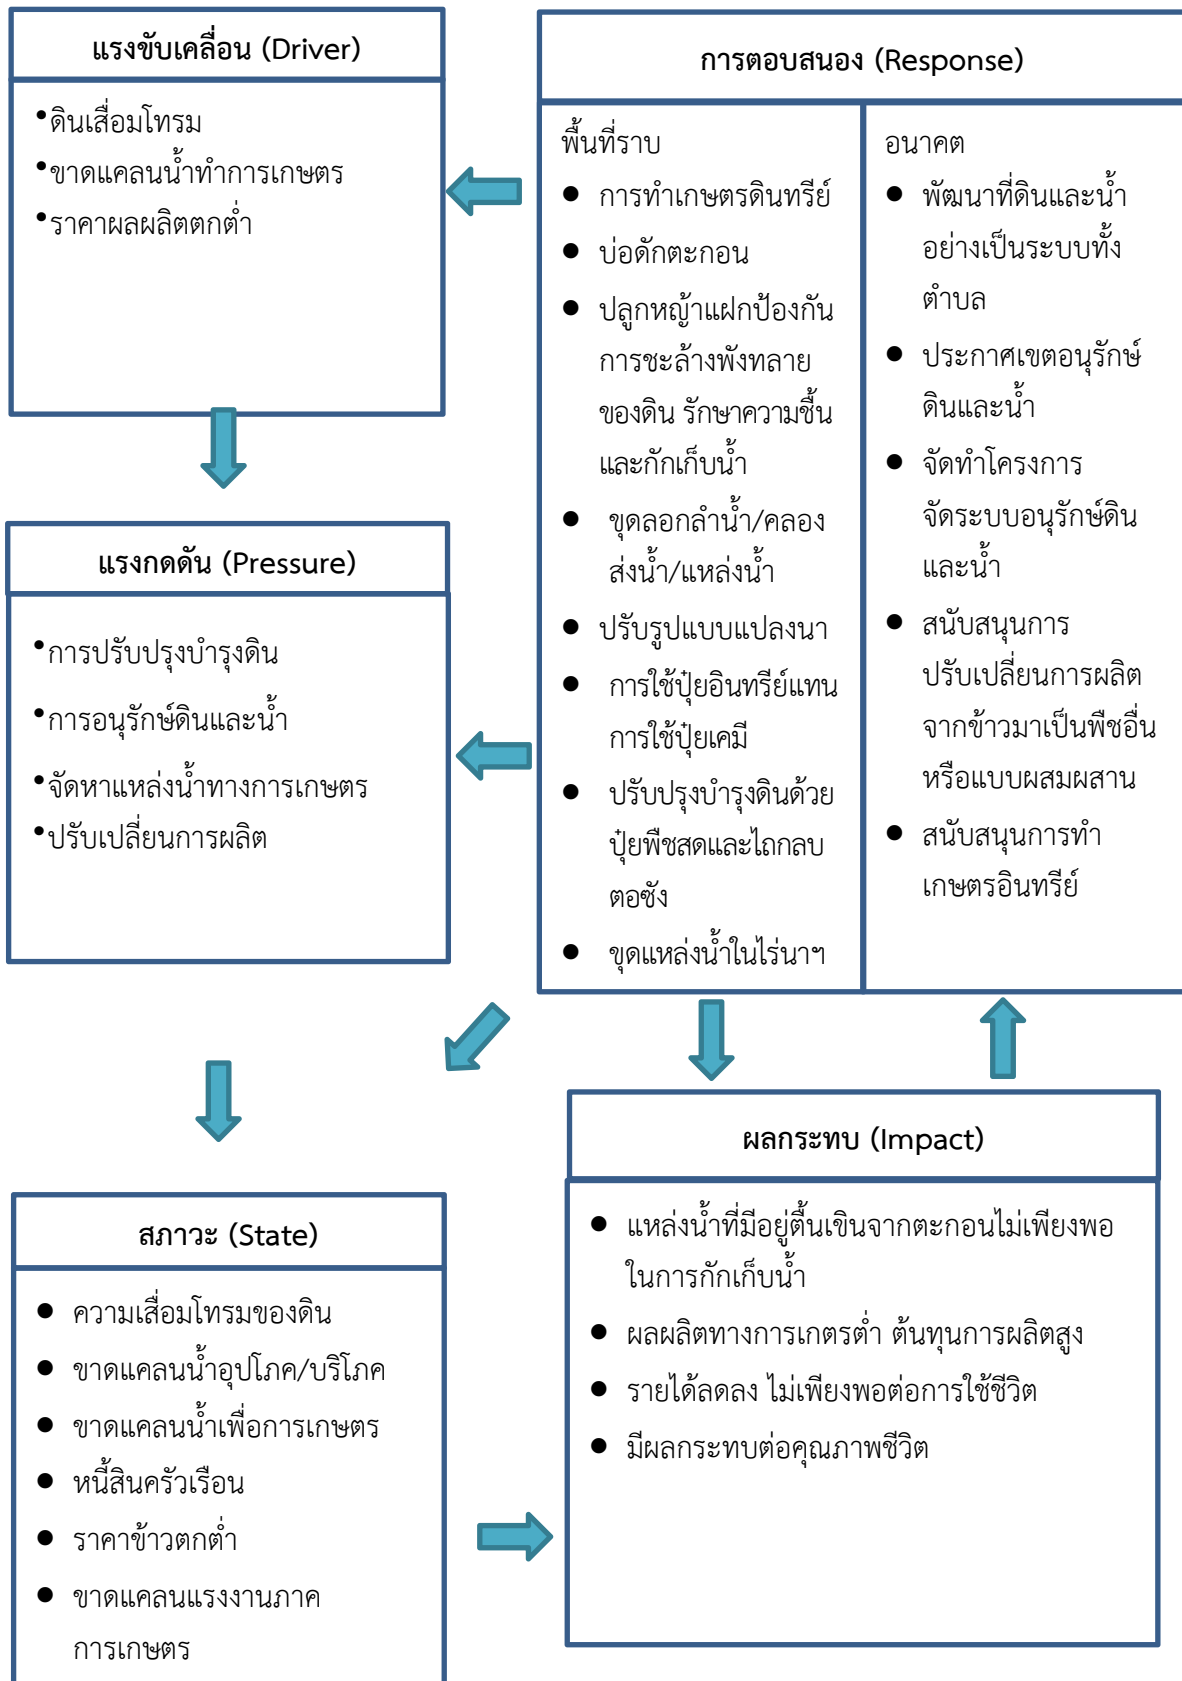 แรงขับเคลื่อน (Driver)
•ดินเสื่อมโทรม
•ขาดแคลนน้ำทำการเกษตร
•ราคาผลผลิตตกต่ำ
แรงกดดัน (Pressure)
•การปรับปรุงบำรุงดิน
•การอนุรักษ์ดินและน้ำ
•จัดหาแหล่งน้ำทางการเกษตร
•ปรับเปลี่ยนการผลิต
สภาวะ (State)
● ความเสื่อมโทรมของดิน
● ขาดแคลนน้ำอุปโภค/บริโภค
● ขาดแคลนน้ำเพื่อการเกษตร
● หนี้สินครัวเรือน
● ราคาข้าวตกต่ำ
● ขาดแคลนแรงงานภาค
การเกษตร
การตอบสนอง (Response)
พื้นที่ราบ
● การทำเกษตรดินทรีย์
● บ่อดักตะกอน
● ปลูกหญ้าแฝกป้องกัน
การชะล้างพังทลาย
ของดิน รักษาความชื้น
และกักเก็บน้ำ
● ขุดลอกลำน้ำ/คลอง
ส่งน้ำ/แหล่งน้ำ
● ปรับรูปแบบแปลงนา
● การใช้ปุ๋ยอินทรีย์แทน
การใช้ปุ๋ยเคมี
● ปรับปรุงบำรุงดินด้วย
ปุ๋ยพืชสดและไถกลบ
ตอซัง
● ขุดแหล่งน้ำในไร่นาฯ
อนาคต
● พัฒนาที่ดินและน้ำ
อย่างเป็นระบบทั้ง
ตำบล
● ประกาศเขตอนุรักษ์
ดินและน้ำ
● จัดทำโครงการ
จัดระบบอนุรักษ์ดิน
และน้ำ
● สนับสนุนการ
ปรับเปลี่ยนการผลิต
จากข้าวมาเป็นพืชอื่น
หรือแบบผสมผสาน
● สนับสนุนการทำ
เกษตรอินทรีย์
ผลกระทบ (Impact)
● แหล่งน้ำที่มีอยู่ตื้นเขินจากตะกอนไม่เพียงพอ
ในการกักเก็บน้ำ
● ผลผลิตทางการเกตรต่ำ ต้นทุนการผลิตสูง
● รายได้ลดลง ไม่เพียงพอต่อการใช้ชีวิต
● มีผลกระทบต่อคุณภาพชีวิต